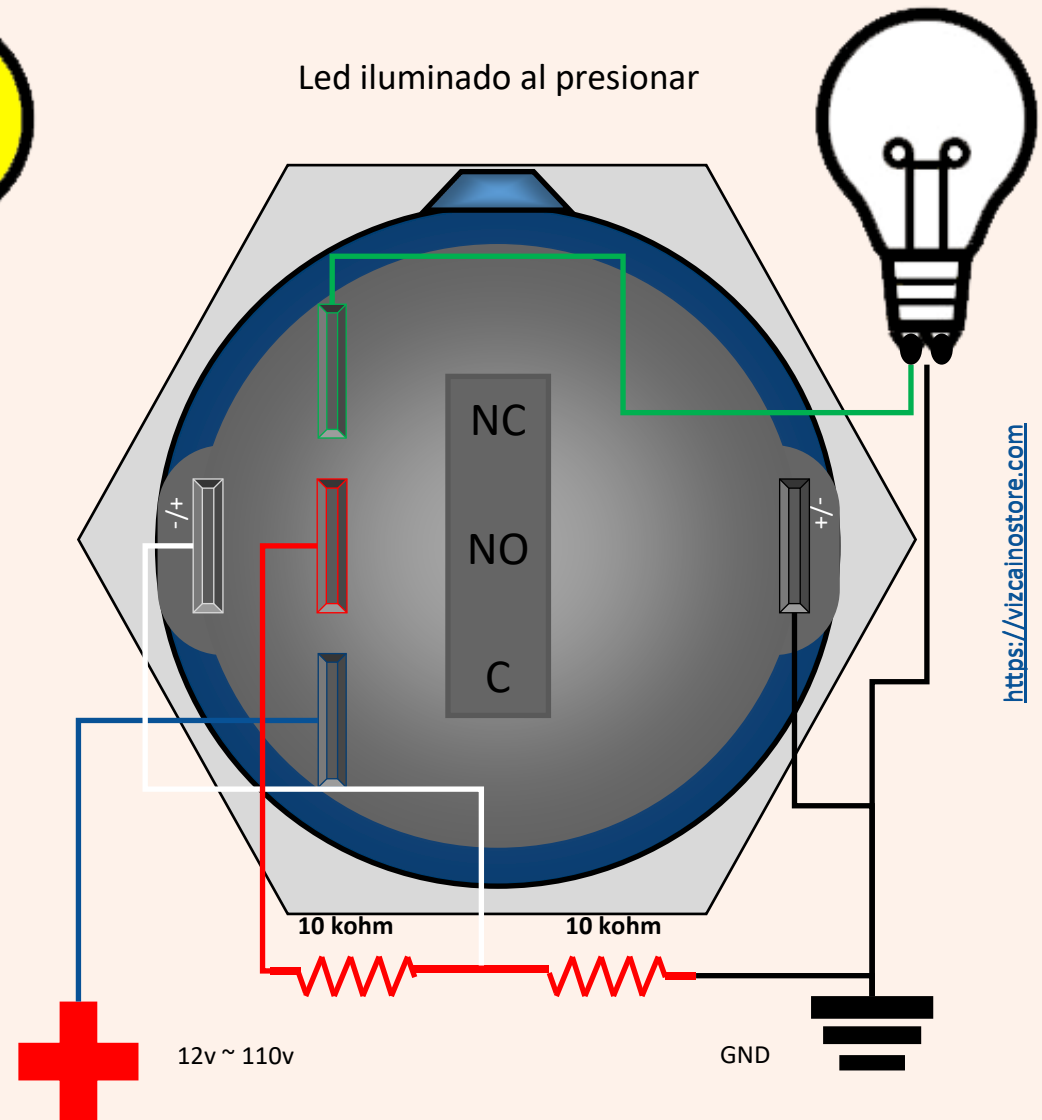 Led iluminado al presionar
NC
-/+
+/-
NO
C
https://vizcainostore.com
10 kohm
10 kohm
12v ~ 110v
GND